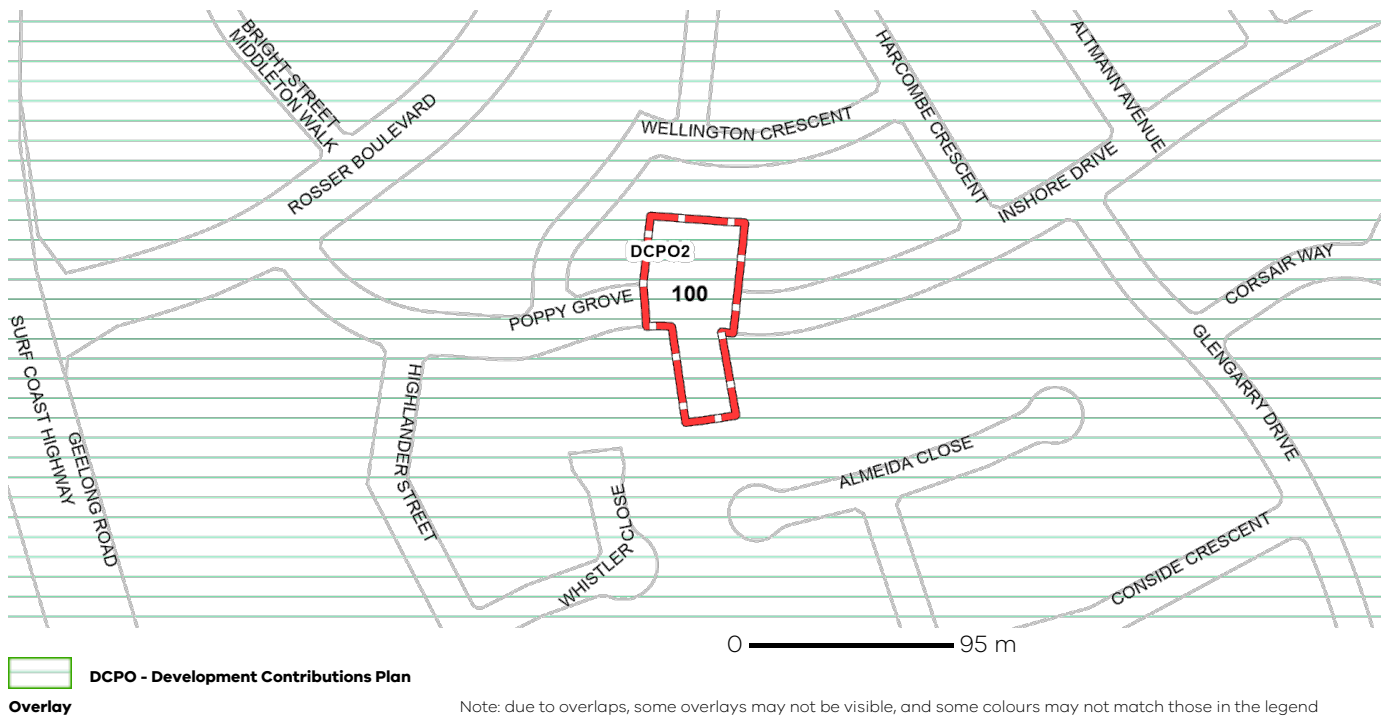 BRIGHT STREET
MIDDLETON WALK
ROSSER BOULEVARD
WELLINGTON CRESCENT
HARCOMBE CRESCENT
ALTMANN AVENUE
INSHORE DRIVE
DCPO2
100
POPPY GROVE
CORSAIR WAY
GLENGARRY DRIVE
SURF COAST HIGHWAY
GEELONG ROAD
HIGHLANDER STREET
WHISTLER CLOSE
ALMEIDA CLOSE
CONSIDE CRESCENT
0 95 m
DCPO - Development Contributions Plan
Overlay
Note: due to overlaps, some overlays may not be visible, and some colours may not match those in the legend